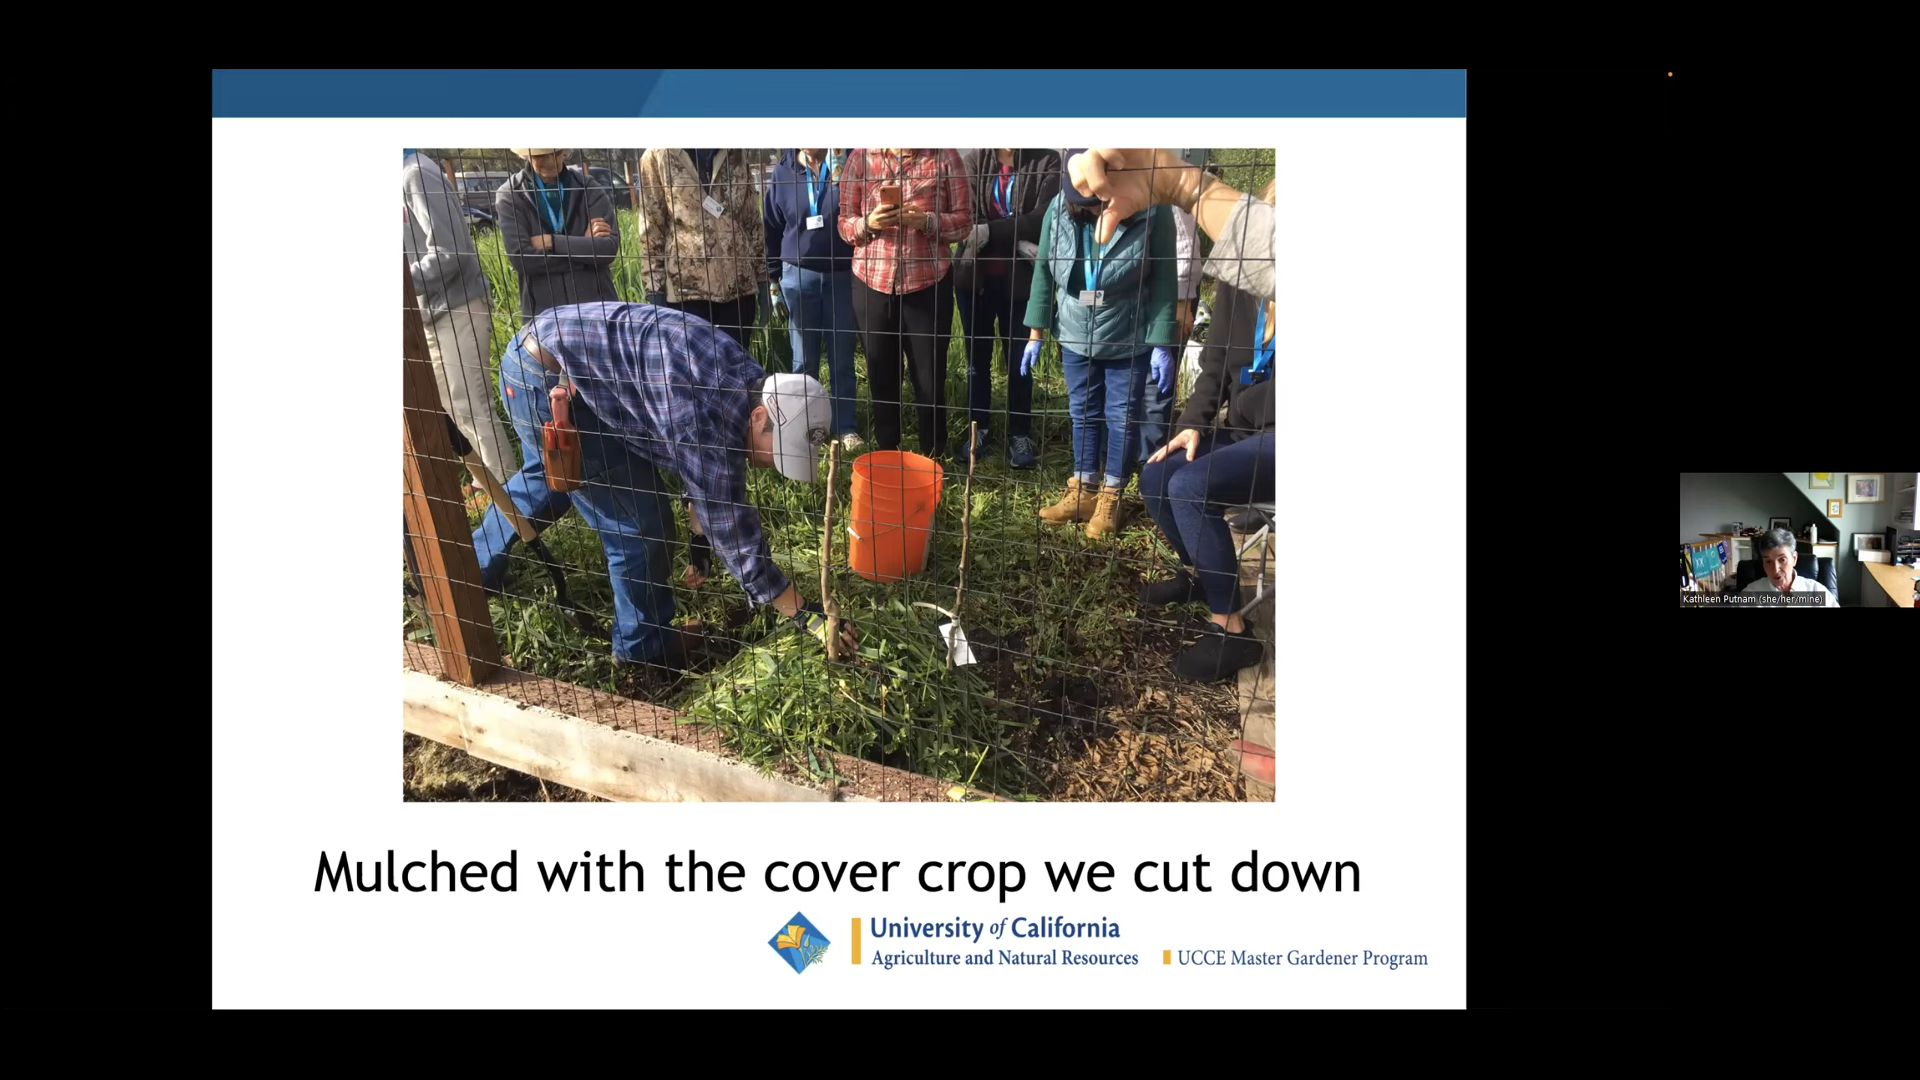 Mulched with the cover crop we cut down
University of California
Agriculture and Natural Resources
UCCE Master Gardener Program
Kathleen Putnam (she/her/mine)